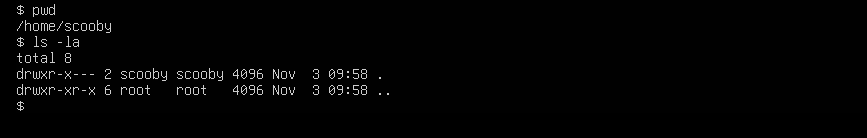 $ pwd
/home/scooby
$ ls -la
total 8
drwxr-x--- 2 scooby scooby 4096 Nov  3 09:58 .
drwxr-xr-x 6 root   root   4096 Nov  3 09:58 ..
$